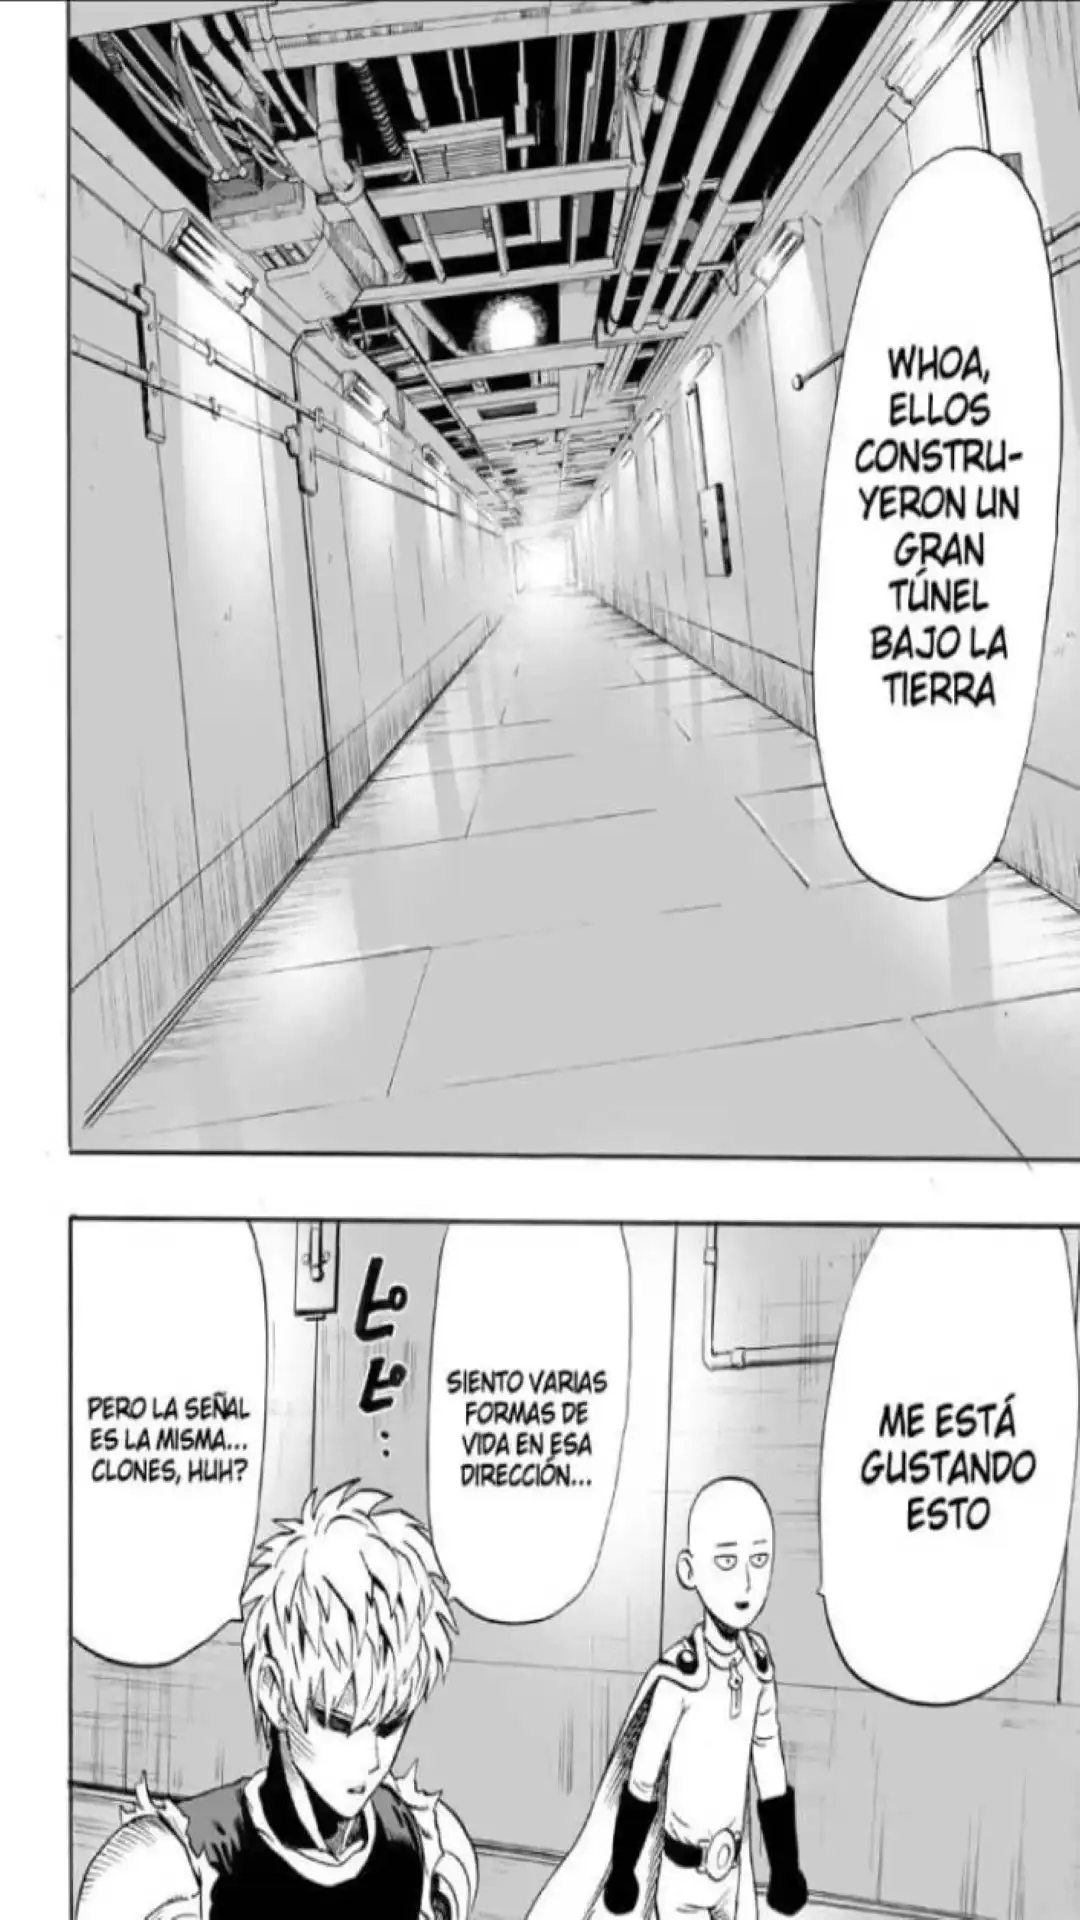 WHOA,
ELLOS
CONSTRU-
YERON UN
GRAN
TÚNEL
BAJO LA
TIERRA
ME ESTÁ
GUSTANDO
ESTO
SIENTO VARIAS
FORMAS DE
VIDA EN ESA
DIRECCIÓN...
ピピ...
PERO LA SEÑAL
ES LA MISMA...
CLONES, HUH?